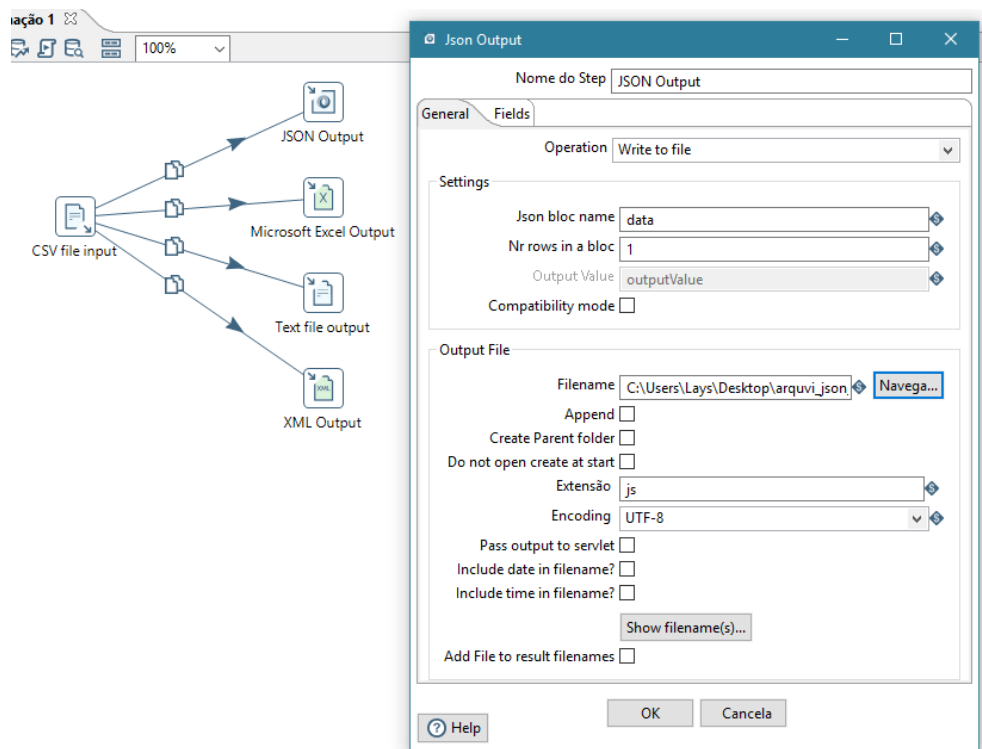 nação 1
100%
JSON Output
Microsoft Excel Output
CSV file input
Text file output
XML
XML Output
Json Output
Nome do Step JSON Output
General Fields
Operation Write to file
Settings
Json bloc name data
Nr rows in a bloc 1
Output Value outputValue
Compatibility mode
Output File
Filename C:\Users\Lays\Desktop\arquvi_json_ Navega...
Append
Create Parent folder
Do not open create at start
Extensão js
Encoding UTF-8
Pass output to servlet
Include date in filename?
Include time in filename?
Show filename(s)...
Add File to result filenames
OK Cancela
Help